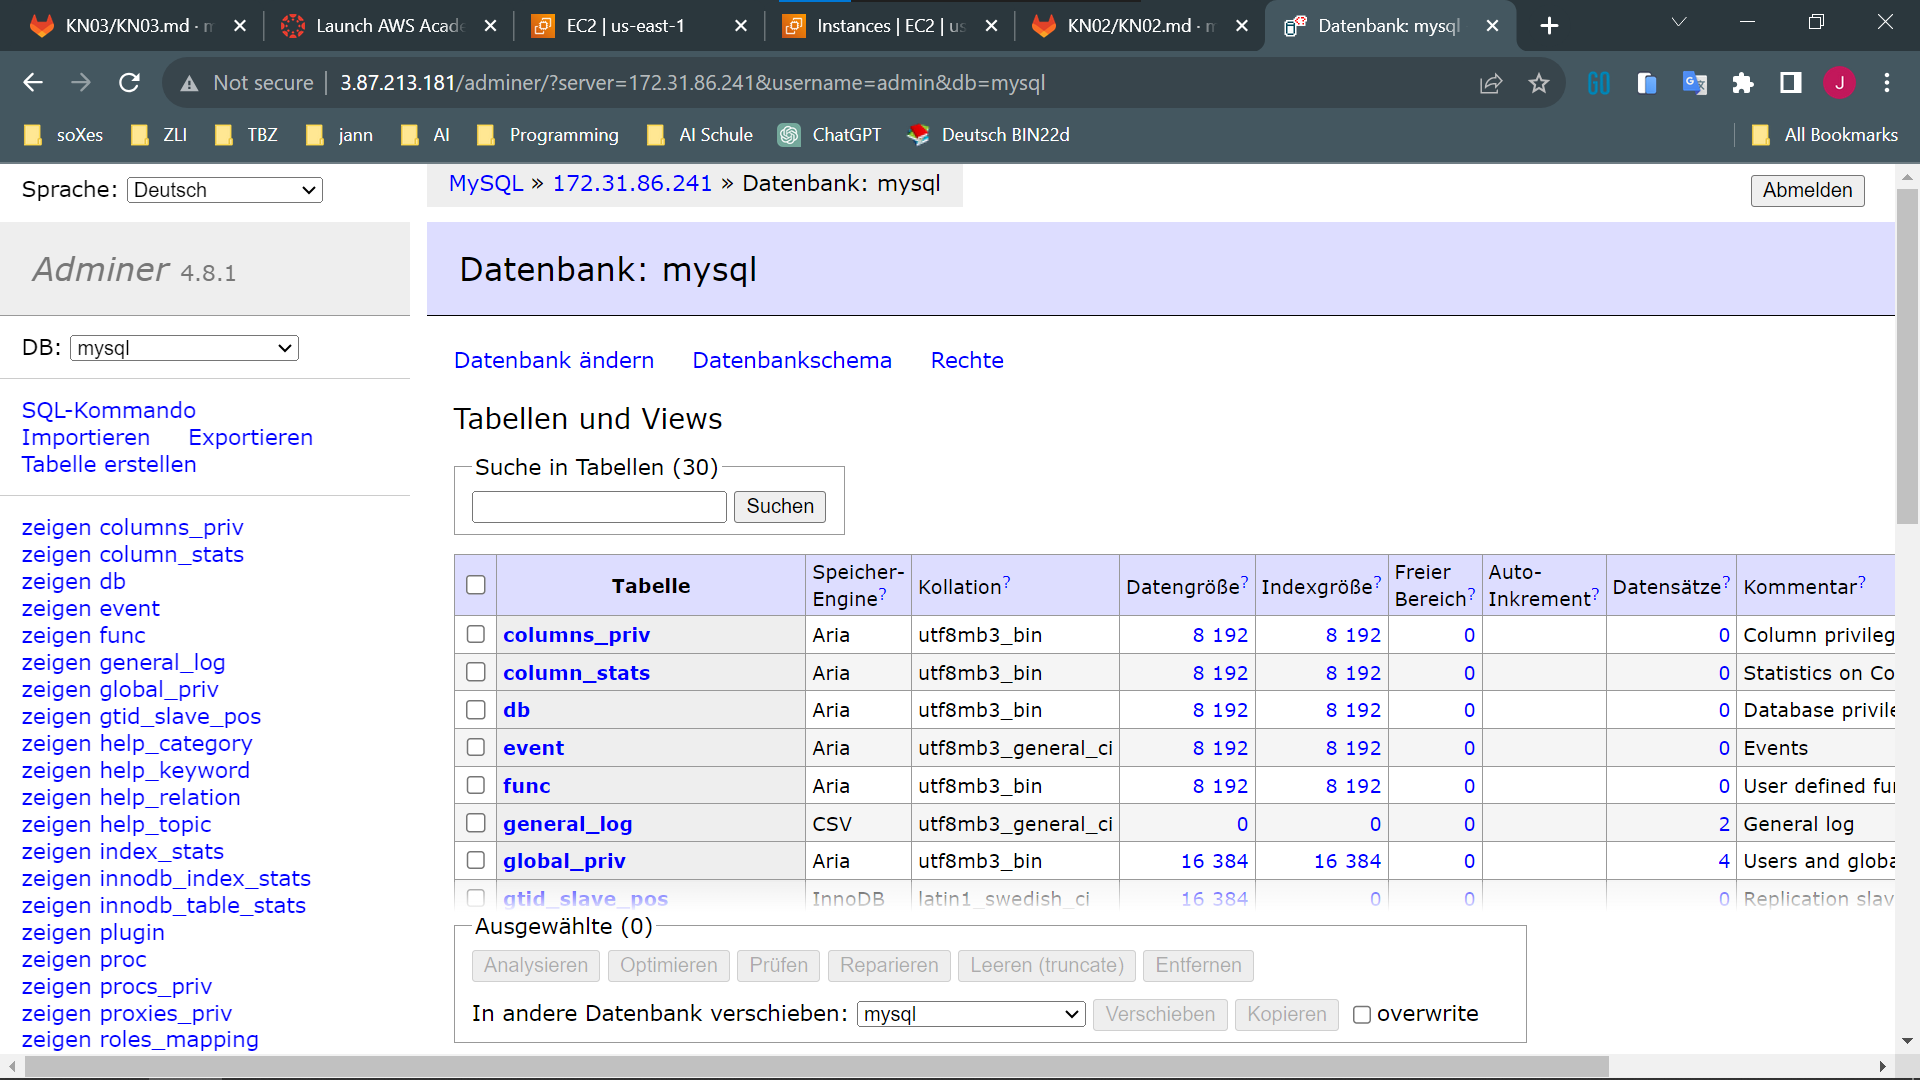 KN03/KN03.md · m
Launch AWS Acade
EC2 | us-east-1
Instances | EC2 | us
KN02/KN02.md · m
Datenbank: mysql
Not secure
3.87.213.181/adminer/?server=172.31.86.241&username=admin&db=mysql
GO
J
soXes
ZLI
TBZ
jann
AI
Programming
AI Schule
ChatGPT
Deutsch BIN22d
All Bookmarks
Sprache: Deutsch
MySQL » 172.31.86.241 » Datenbank: mysql
Abmelden
Adminer 4.8.1
Datenbank: mysql
DB: mysql
Datenbank ändern Datenbankschema Rechte
SQL-Kommando
Importieren Exportieren
Tabelle erstellen
zeigen columns_priv
zeigen column_stats
zeigen db
zeigen event
zeigen func
zeigen general_log
zeigen global_priv
zeigen gtid_slave_pos
zeigen help_category
zeigen help_keyword
zeigen help_relation
zeigen help_topic
zeigen index_stats
zeigen innodb_index_stats
zeigen innodb_table_stats
zeigen plugin
zeigen proc
zeigen procs_priv
zeigen proxies_priv
zeigen roles_mapping
Tabellen und Views
Suche in Tabellen (30)
Suchen
Tabelle Speicher-Engine? Kollation? Datengröße? Indexgröße? Freier Bereich? Auto-Inkrement? Datensätze? Kommentar?
columns_priv Aria utf8mb3_bin 8 192 8 192 0 0 Column privileg
column_stats Aria utf8mb3_bin 8 192 8 192 0 0 Statistics on Co
db Aria utf8mb3_bin 8 192 8 192 0 0 Database privile
event Aria utf8mb3_general_ci 8 192 8 192 0 0 Events
func Aria utf8mb3_bin 8 192 8 192 0 0 User defined fu
general_log CSV utf8mb3_general_ci 0 0 0 2 General log
global_priv Aria utf8mb3_bin 16 384 16 384 0 4 Users and globa
gtid_slave_pos InnoDB latin1_swedish_ci 16 384 0 0 0 Replication slav
Ausgewählte (0)
Analysieren Optimieren Prüfen Reparieren Leeren (truncate) Entfernen
In andere Datenbank verschieben: mysql Verschieben Kopieren overwrite